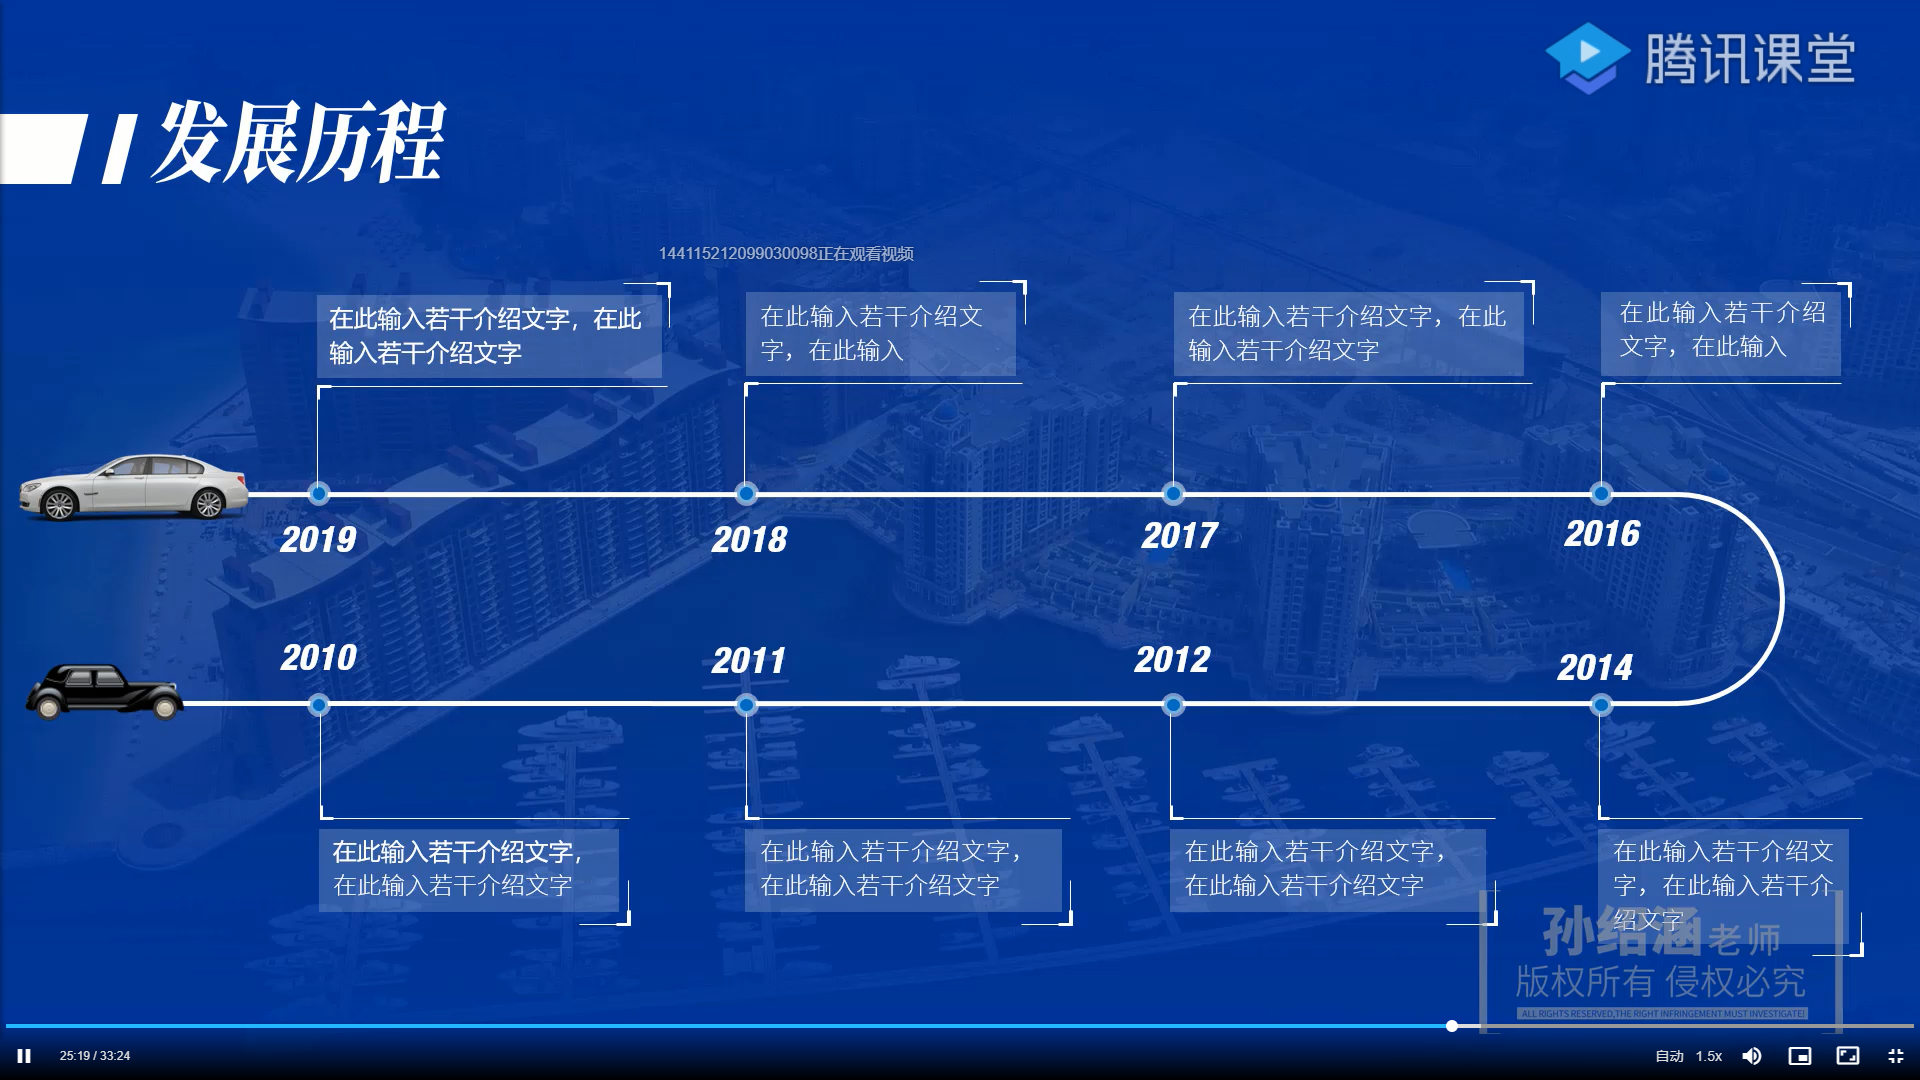 腾讯课堂
发展历程
144115212099030098正在观看视频
在此输入若干介绍文字，在此
输入若干介绍文字
在此输入若干介绍文
字，在此输入
在此输入若干介绍文字，在此
输入若干介绍文字
在此输入若干介绍
文字，在此输入
2019
2018
2017
2016
2010
2011
2012
2014
在此输入若干介绍文字，
在此输入若干介绍文字
在此输入若干介绍文字，
在此输入若干介绍文字
在此输入若干介绍文字，
在此输入若干介绍文字
在此输入若干介绍文
字，在此输入若干介
绍文字
孙绍涵老师
版权所有 侵权必究
ALL RIGHTS RESERVED,THE RIGHT INFRINGEMENT MUST INVESTIGATE!
25:19 / 33:24
自动 1.5x